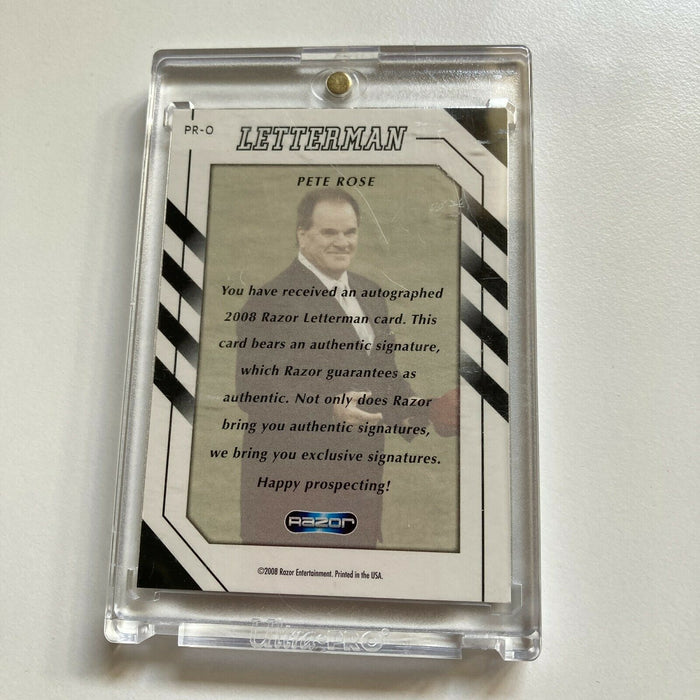 PR-O
LETTERMAN
PETE ROSE
You have received an autographed
2008 Razor Letterman card. This
card bears an authentic signature,
which Razor guarantees as
authentic. Not only does Razor
bring you authentic signatures,
we bring you exclusive signatures.
Happy prospecting!
Razor
©2008 Razor Entertainment. Printed in the USA.
Ultra PRO®